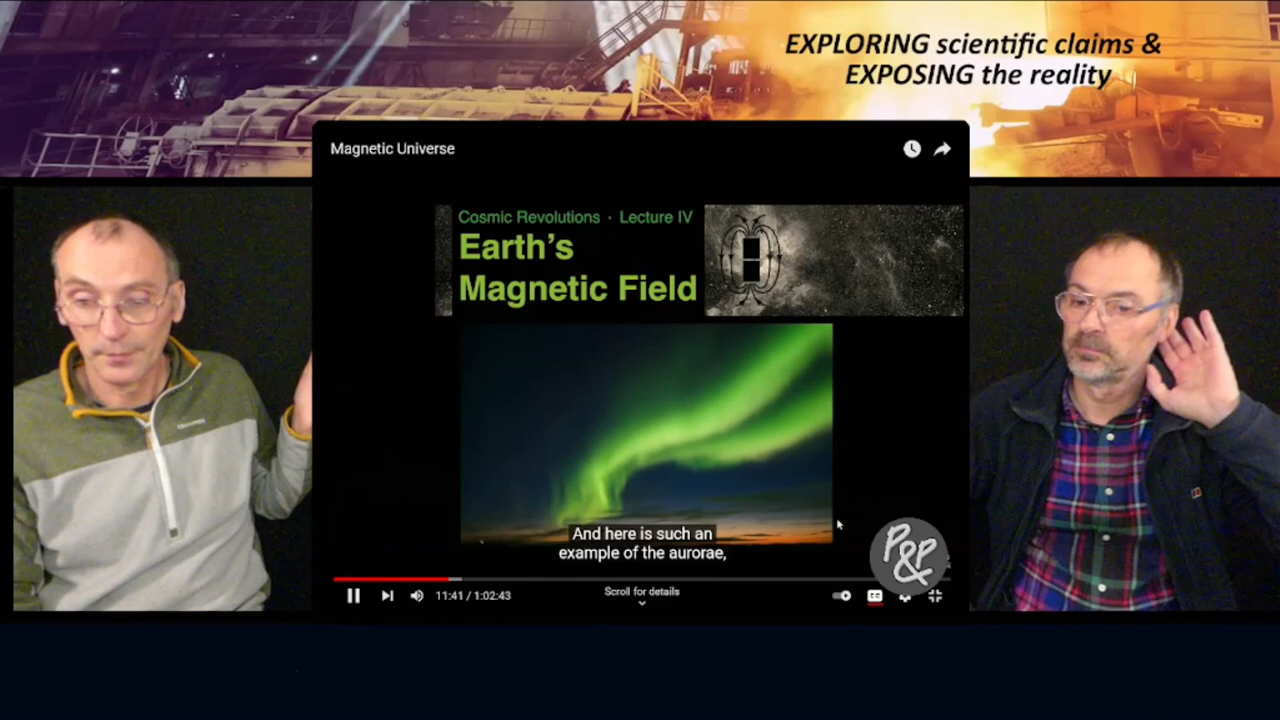 EXPLORING scientific claims &
EXPOSING the reality
Magnetic Universe
Cosmic Revolutions · Lecture IV
Earth's
Magnetic Field
And here is such an
example of the aurorae,
P&P
11:41 / 1:02:43
Scroll for details
CC